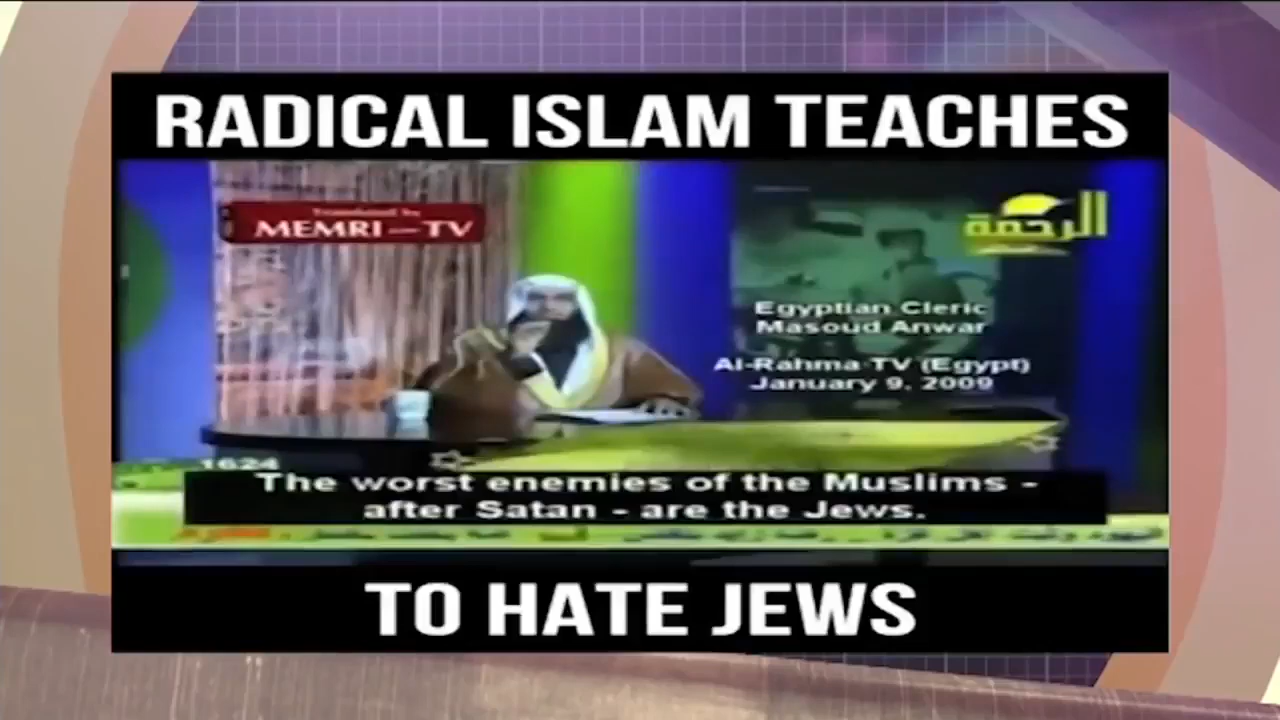 RADICAL ISLAM TEACHES
Translated by
MEMRI — TV
الرحمة
Egyptian Cleric
Masoud Anwar
Al-Rahma TV (Egypt)
January 9, 2009
1624
The worst enemies of the Muslims -
after Satan - are the Jews.
TO HATE JEWS